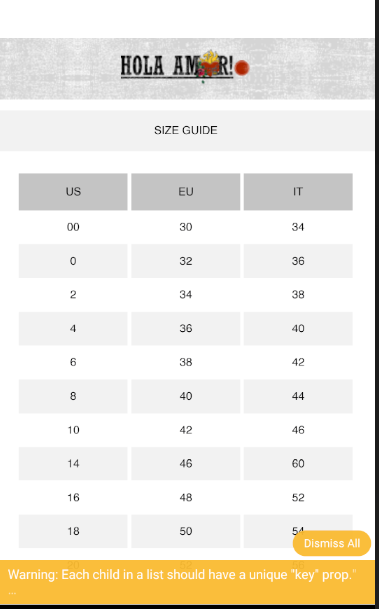 HOLA AMOR!
SIZE GUIDE
US EU IT
00 30 34
0 32 36
2 34 38
4 36 40
6 38 42
8 40 44
10 42 46
14 46 60
16 48 52
18 50 54
Dismiss All
52
Warning: Each child in a list should have a unique "key" prop."
...